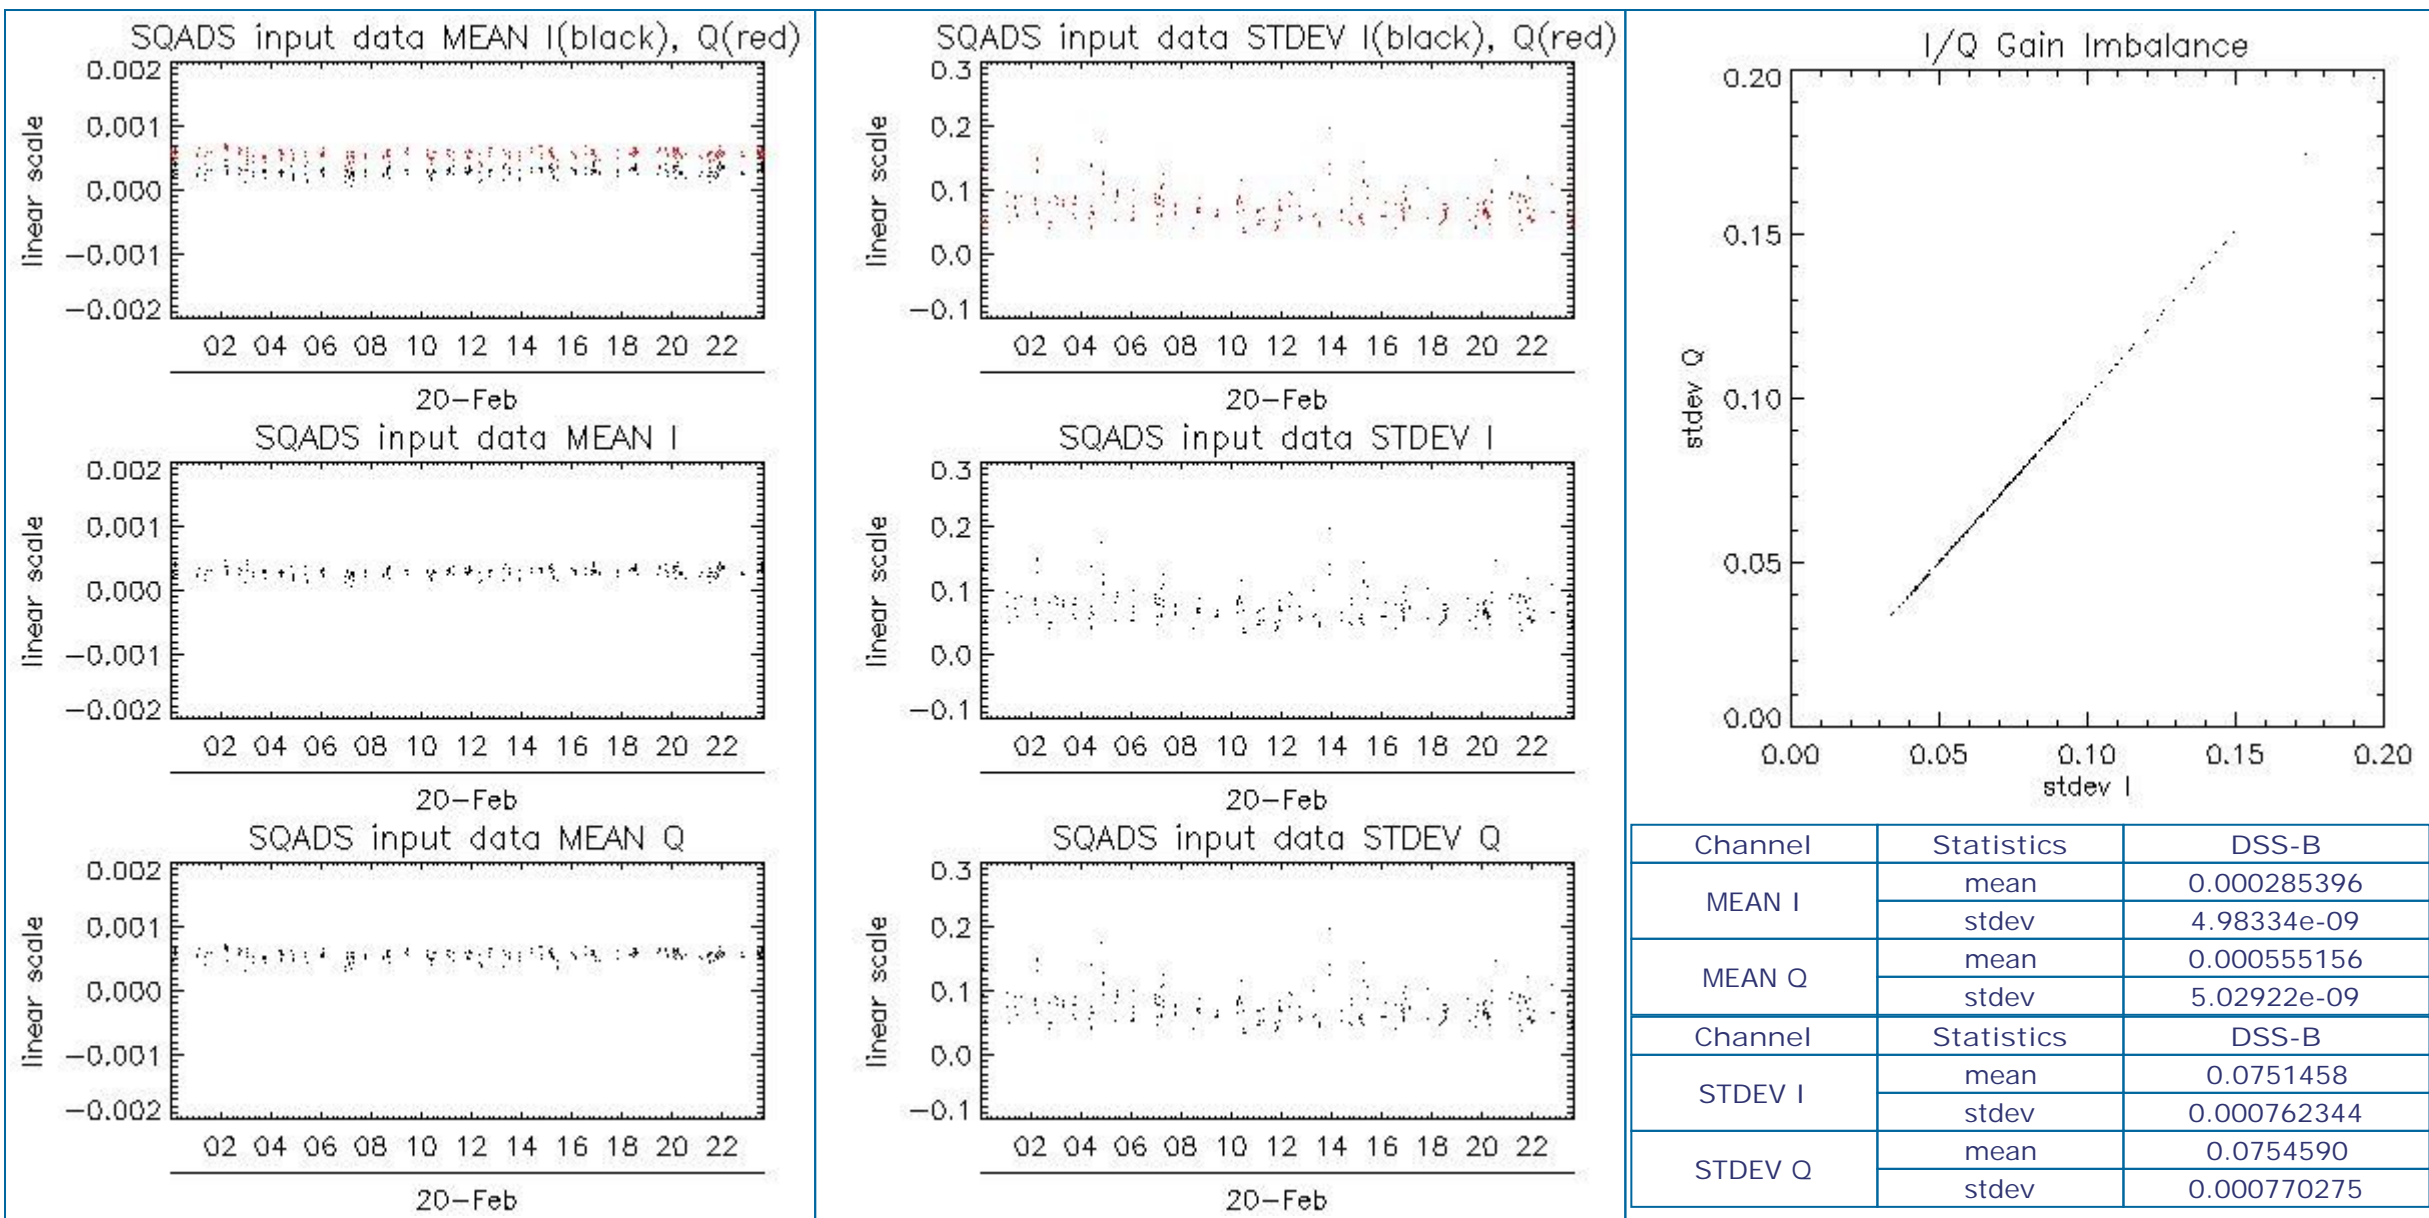 SQADS input data MEAN I(black), Q(red)
0.002
0.001
0.000
−0.001
−0.002
linear scale
02 04 06 08 10 12 14 16 18 20 22
20−Feb
SQADS input data MEAN I
0.002
0.001
0.000
−0.001
−0.002
linear scale
02 04 06 08 10 12 14 16 18 20 22
20−Feb
SQADS input data MEAN Q
0.002
0.001
0.000
−0.001
−0.002
linear scale
02 04 06 08 10 12 14 16 18 20 22
20−Feb
SQADS input data STDEV I(black), Q(red)
0.3
0.2
0.1
0.0
−0.1
linear scale
02 04 06 08 10 12 14 16 18 20 22
20−Feb
SQADS input data STDEV I
0.3
0.2
0.1
0.0
−0.1
linear scale
02 04 06 08 10 12 14 16 18 20 22
20−Feb
SQADS input data STDEV Q
0.3
0.2
0.1
0.0
−0.1
linear scale
02 04 06 08 10 12 14 16 18 20 22
20−Feb
I/Q Gain Imbalance
0.20
0.15
0.10
0.05
0.00
stdev Q
0.00 0.05 0.10 0.15 0.20
stdev I
Channel Statistics DSS-B
MEAN I mean 0.000285396
stdev 4.98334e-09
MEAN Q mean 0.000555156
stdev 5.02922e-09
Channel Statistics DSS-B
STDEV I mean 0.0751458
stdev 0.000762344
STDEV Q mean 0.0754590
stdev 0.000770275